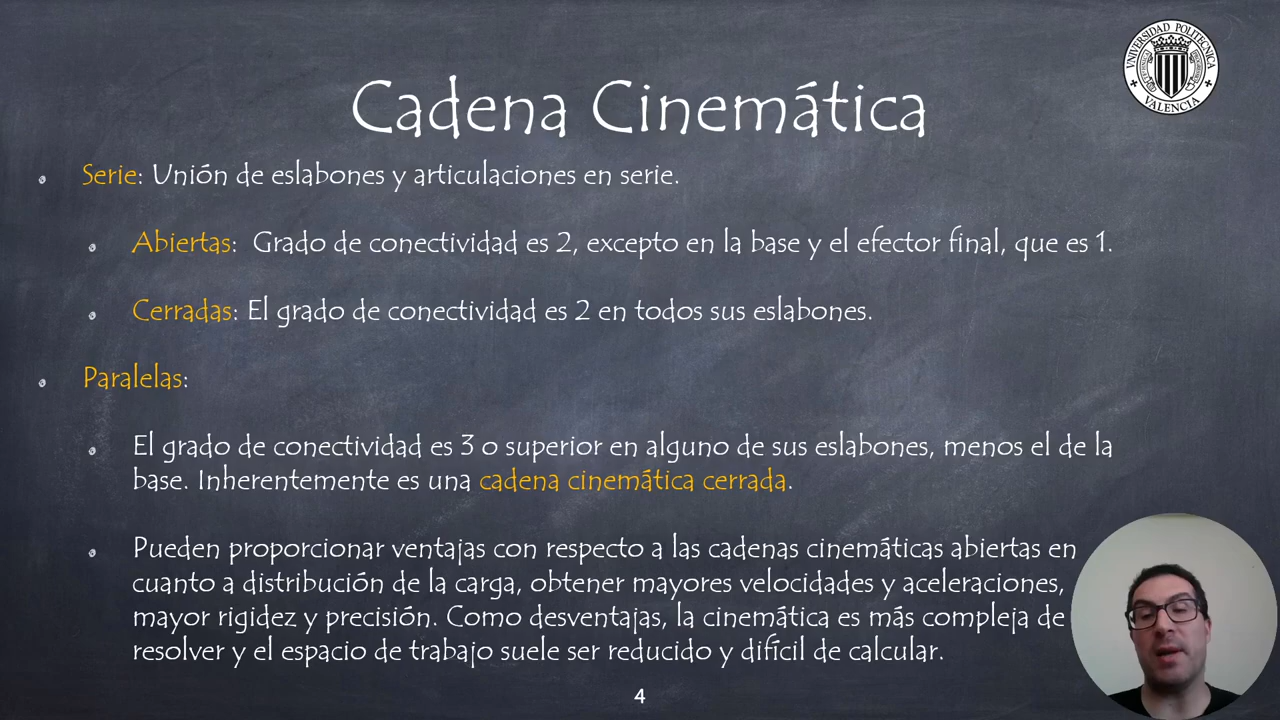 UNIVERSIDAD POLITECNICA
VALENCIA
Cadena Cinemática
Serie: Unión de eslabones y articulaciones en serie.
Abiertas: Grado de conectividad es 2, excepto en la base y el efector final, que es 1.
Cerradas: El grado de conectividad es 2 en todos sus eslabones.
Paralelas:
El grado de conectividad es 3 o superior en alguno de sus eslabones, menos el de la
base. Inherentemente es una cadena cinemática cerrada.
Pueden proporcionar ventajas con respecto a las cadenas cinemáticas abiertas en
cuanto a distribución de la carga, obtener mayores velocidades y aceleraciones,
mayor rigidez y precisión. Como desventajas, la cinemática es más compleja de
resolver y el espacio de trabajo suele ser reducido y difícil de calcular.
4